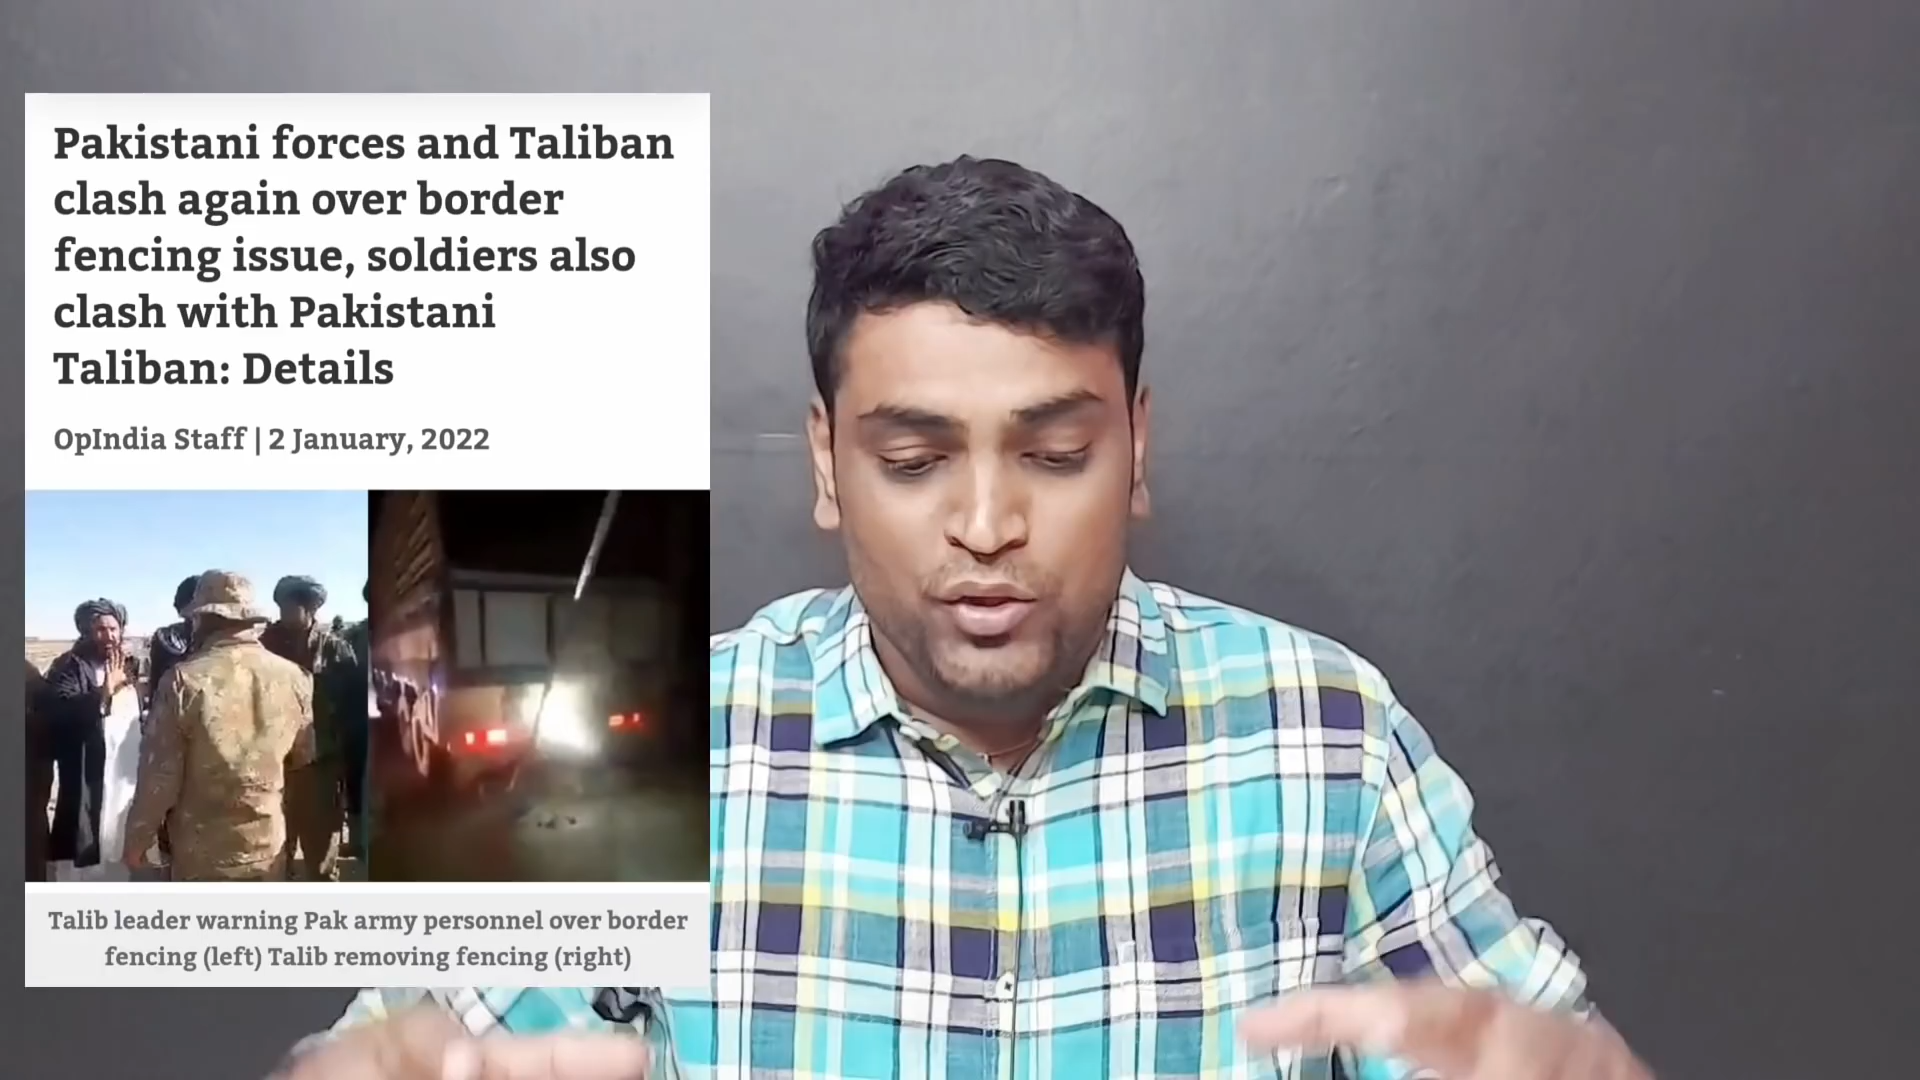 Pakistani forces and Taliban
clash again over border
fencing issue, soldiers also
clash with Pakistani
Taliban: Details
OpIndia Staff | 2 January, 2022
Talib leader warning Pak army personnel over border
fencing (left) Talib removing fencing (right)